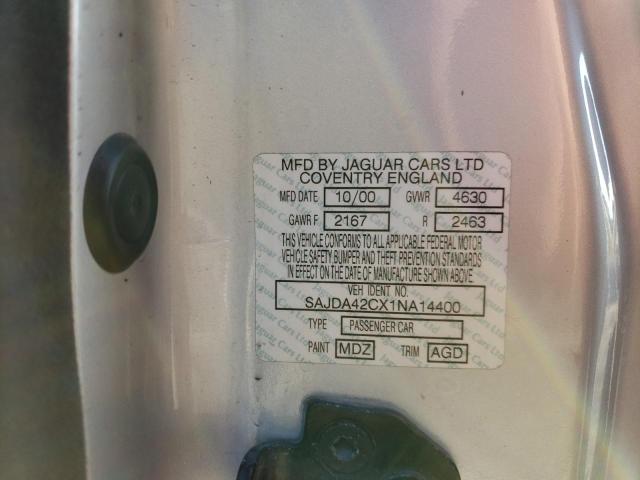 MFD BY JAGUAR CARS LTD
COVENTRY ENGLAND
MFD DATE 10/00 GVWR 4630
GAWR F 2167 R 2463
THIS VEHICLE CONFORMS TO ALL APPLICABLE FEDERAL MOTOR
VEHICLE SAFETY BUMPER AND THEFT PREVENTION STANDARDS
IN EFFECT ON THE DATE OF MANUFACTURE SHOWN ABOVE
VEH IDENT NO.
SAJDA42CX1NA14400
TYPE PASSENGER CAR
PAINT MDZ TRIM AGD